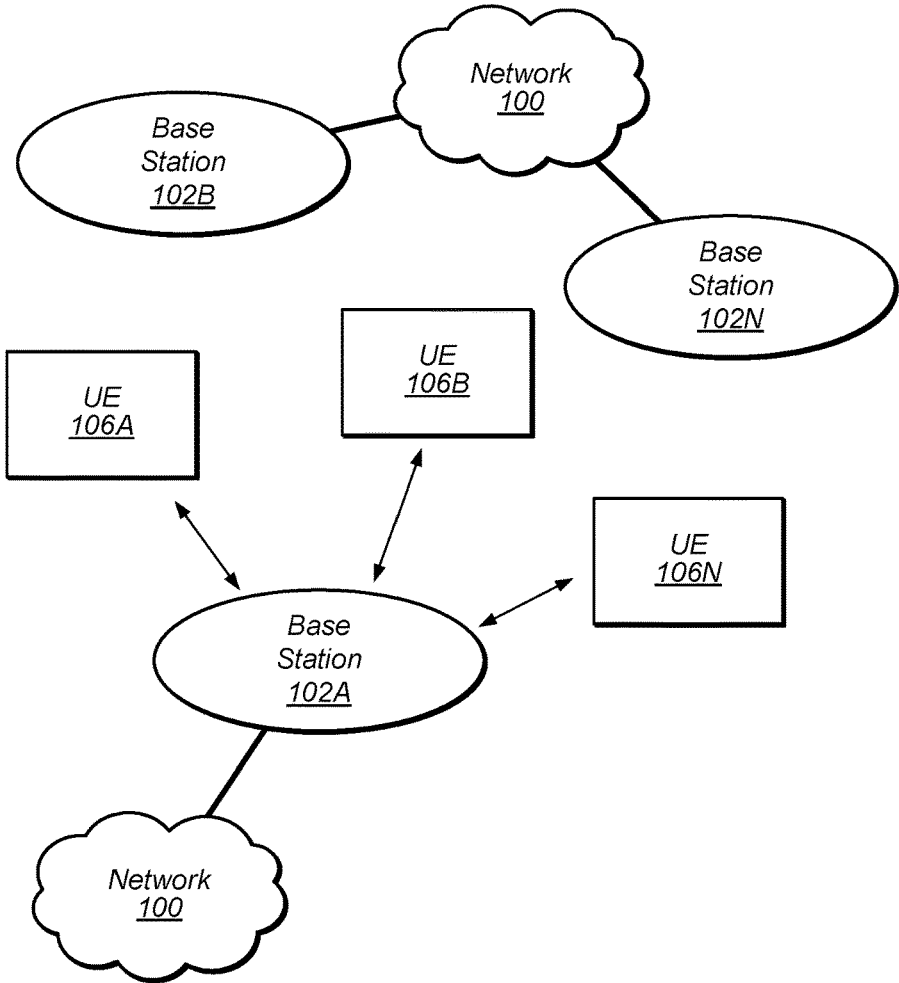 Network
100
Base
Station
102B
Base
Station
102N
UE
106B
UE
106A
UE
106N
Base
Station
102A
Network
100